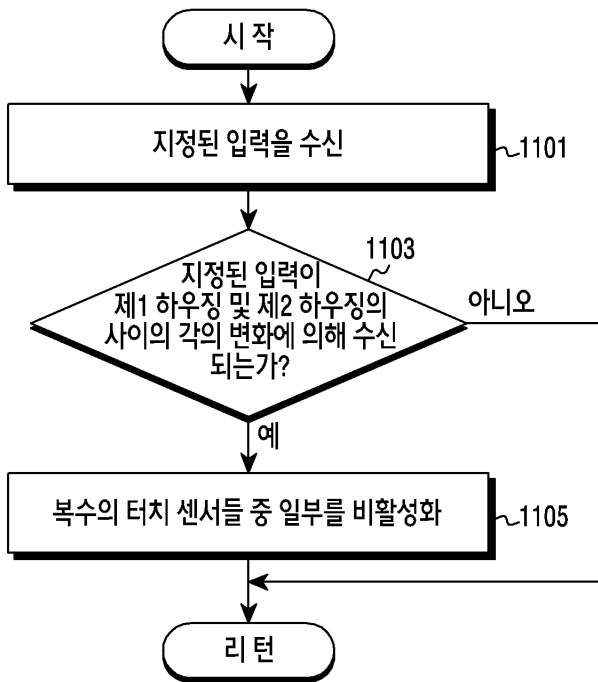 시 작
지정된 입력을 수신
1101
1103
지정된 입력이
제1 하우징 및 제2 하우징의
사이의 각의 변화에 의해 수신
되는가?
아니오
예
복수의 터치 센서들 중 일부를 비활성화
1105
리 턴